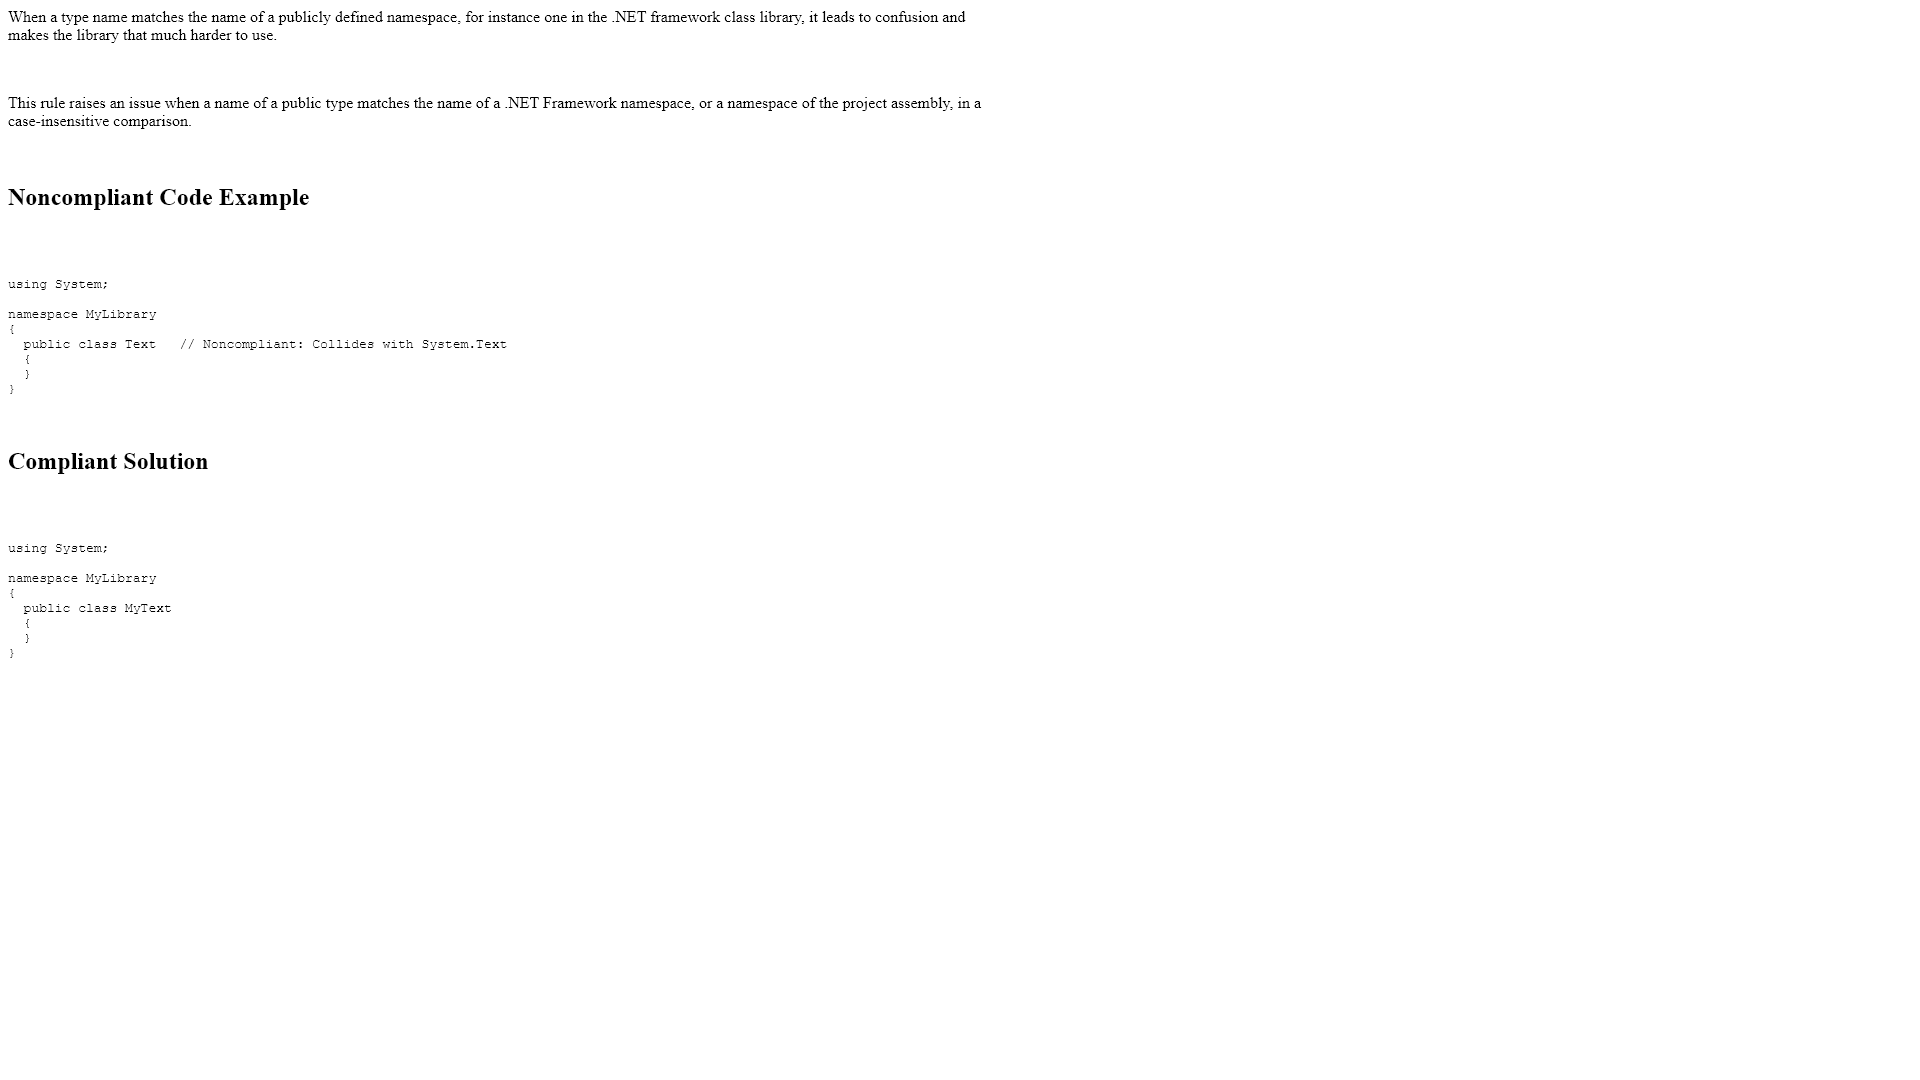 When a type name matches the name of a publicly defined namespace, for instance one in the .NET framework class library, it leads to confusion and
makes the library that much harder to use.
This rule raises an issue when a name of a public type matches the name of a .NET Framework namespace, or a namespace of the project assembly, in a
case-insensitive comparison.
Noncompliant Code Example
using System;
namespace MyLibrary
{
  public class Text   // Noncompliant: Collides with System.Text
  {
  }
}
Compliant Solution
using System;
namespace MyLibrary
{
  public class MyText
  {
  }
}